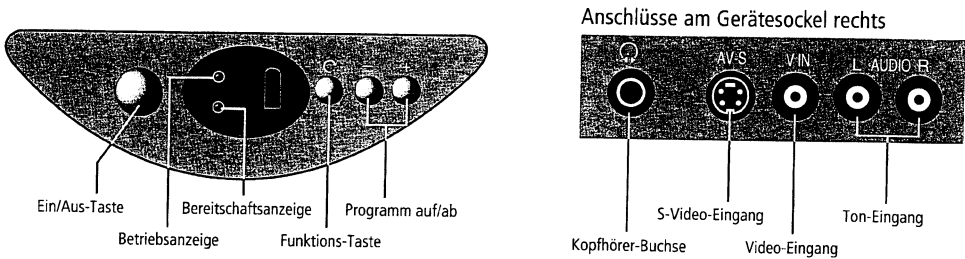 C - +
Ein/Aus-Taste
Bereitschaftsanzeige
Programm auf/ab
Betriebsanzeige
Funktions-Taste
Anschlüsse am Gerätesockel rechts
AV-S V IN L AUDIO R
S-Video-Eingang
Ton-Eingang
Kopfhörer-Buchse
Video-Eingang